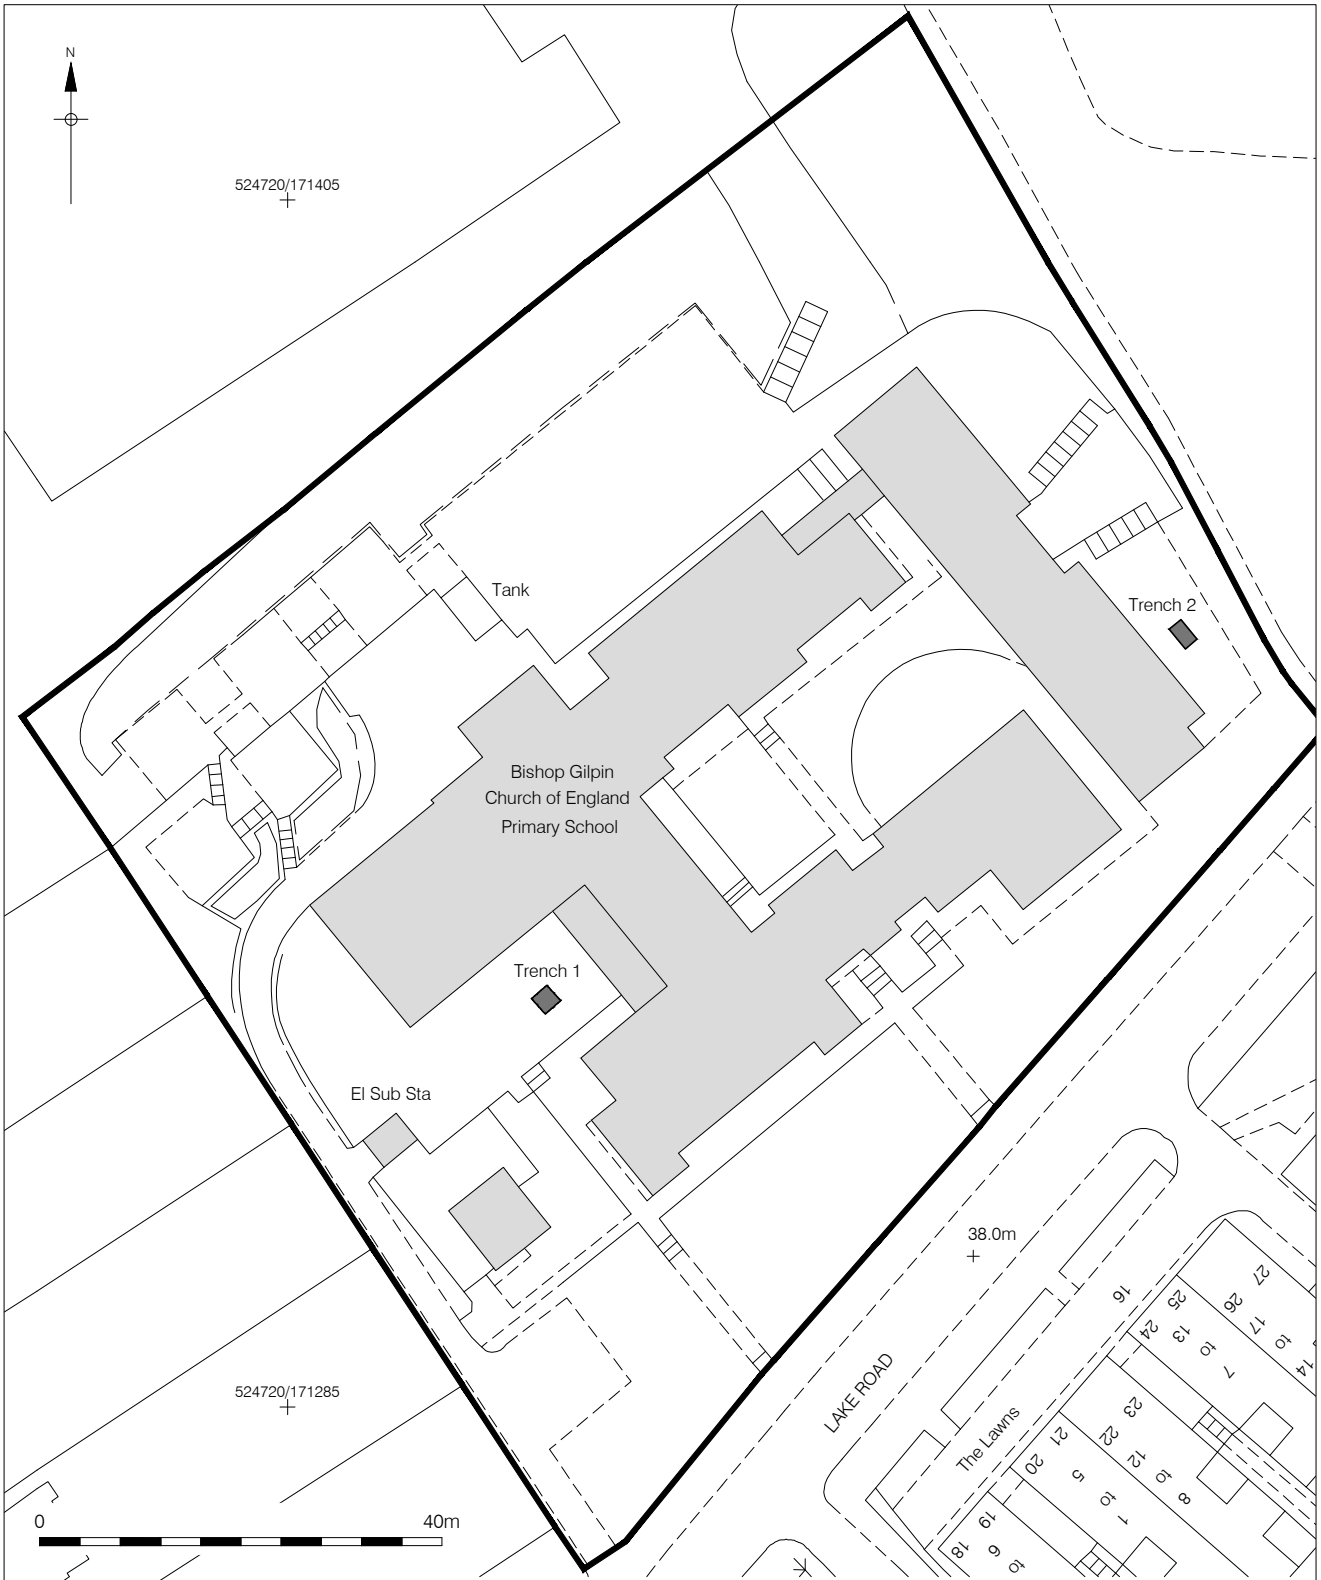 N
524720/171405
Tank
Trench 2
Bishop Gilpin
Church of England
Primary School
Trench 1
El Sub Sta
38.0m
LAKE ROAD
The Lawns
16
27
26
25
24
17
to
14
13
to
7
23
22
21
20
12
to
8
5
to
1
19
18
6
to
524720/171285
0
40m